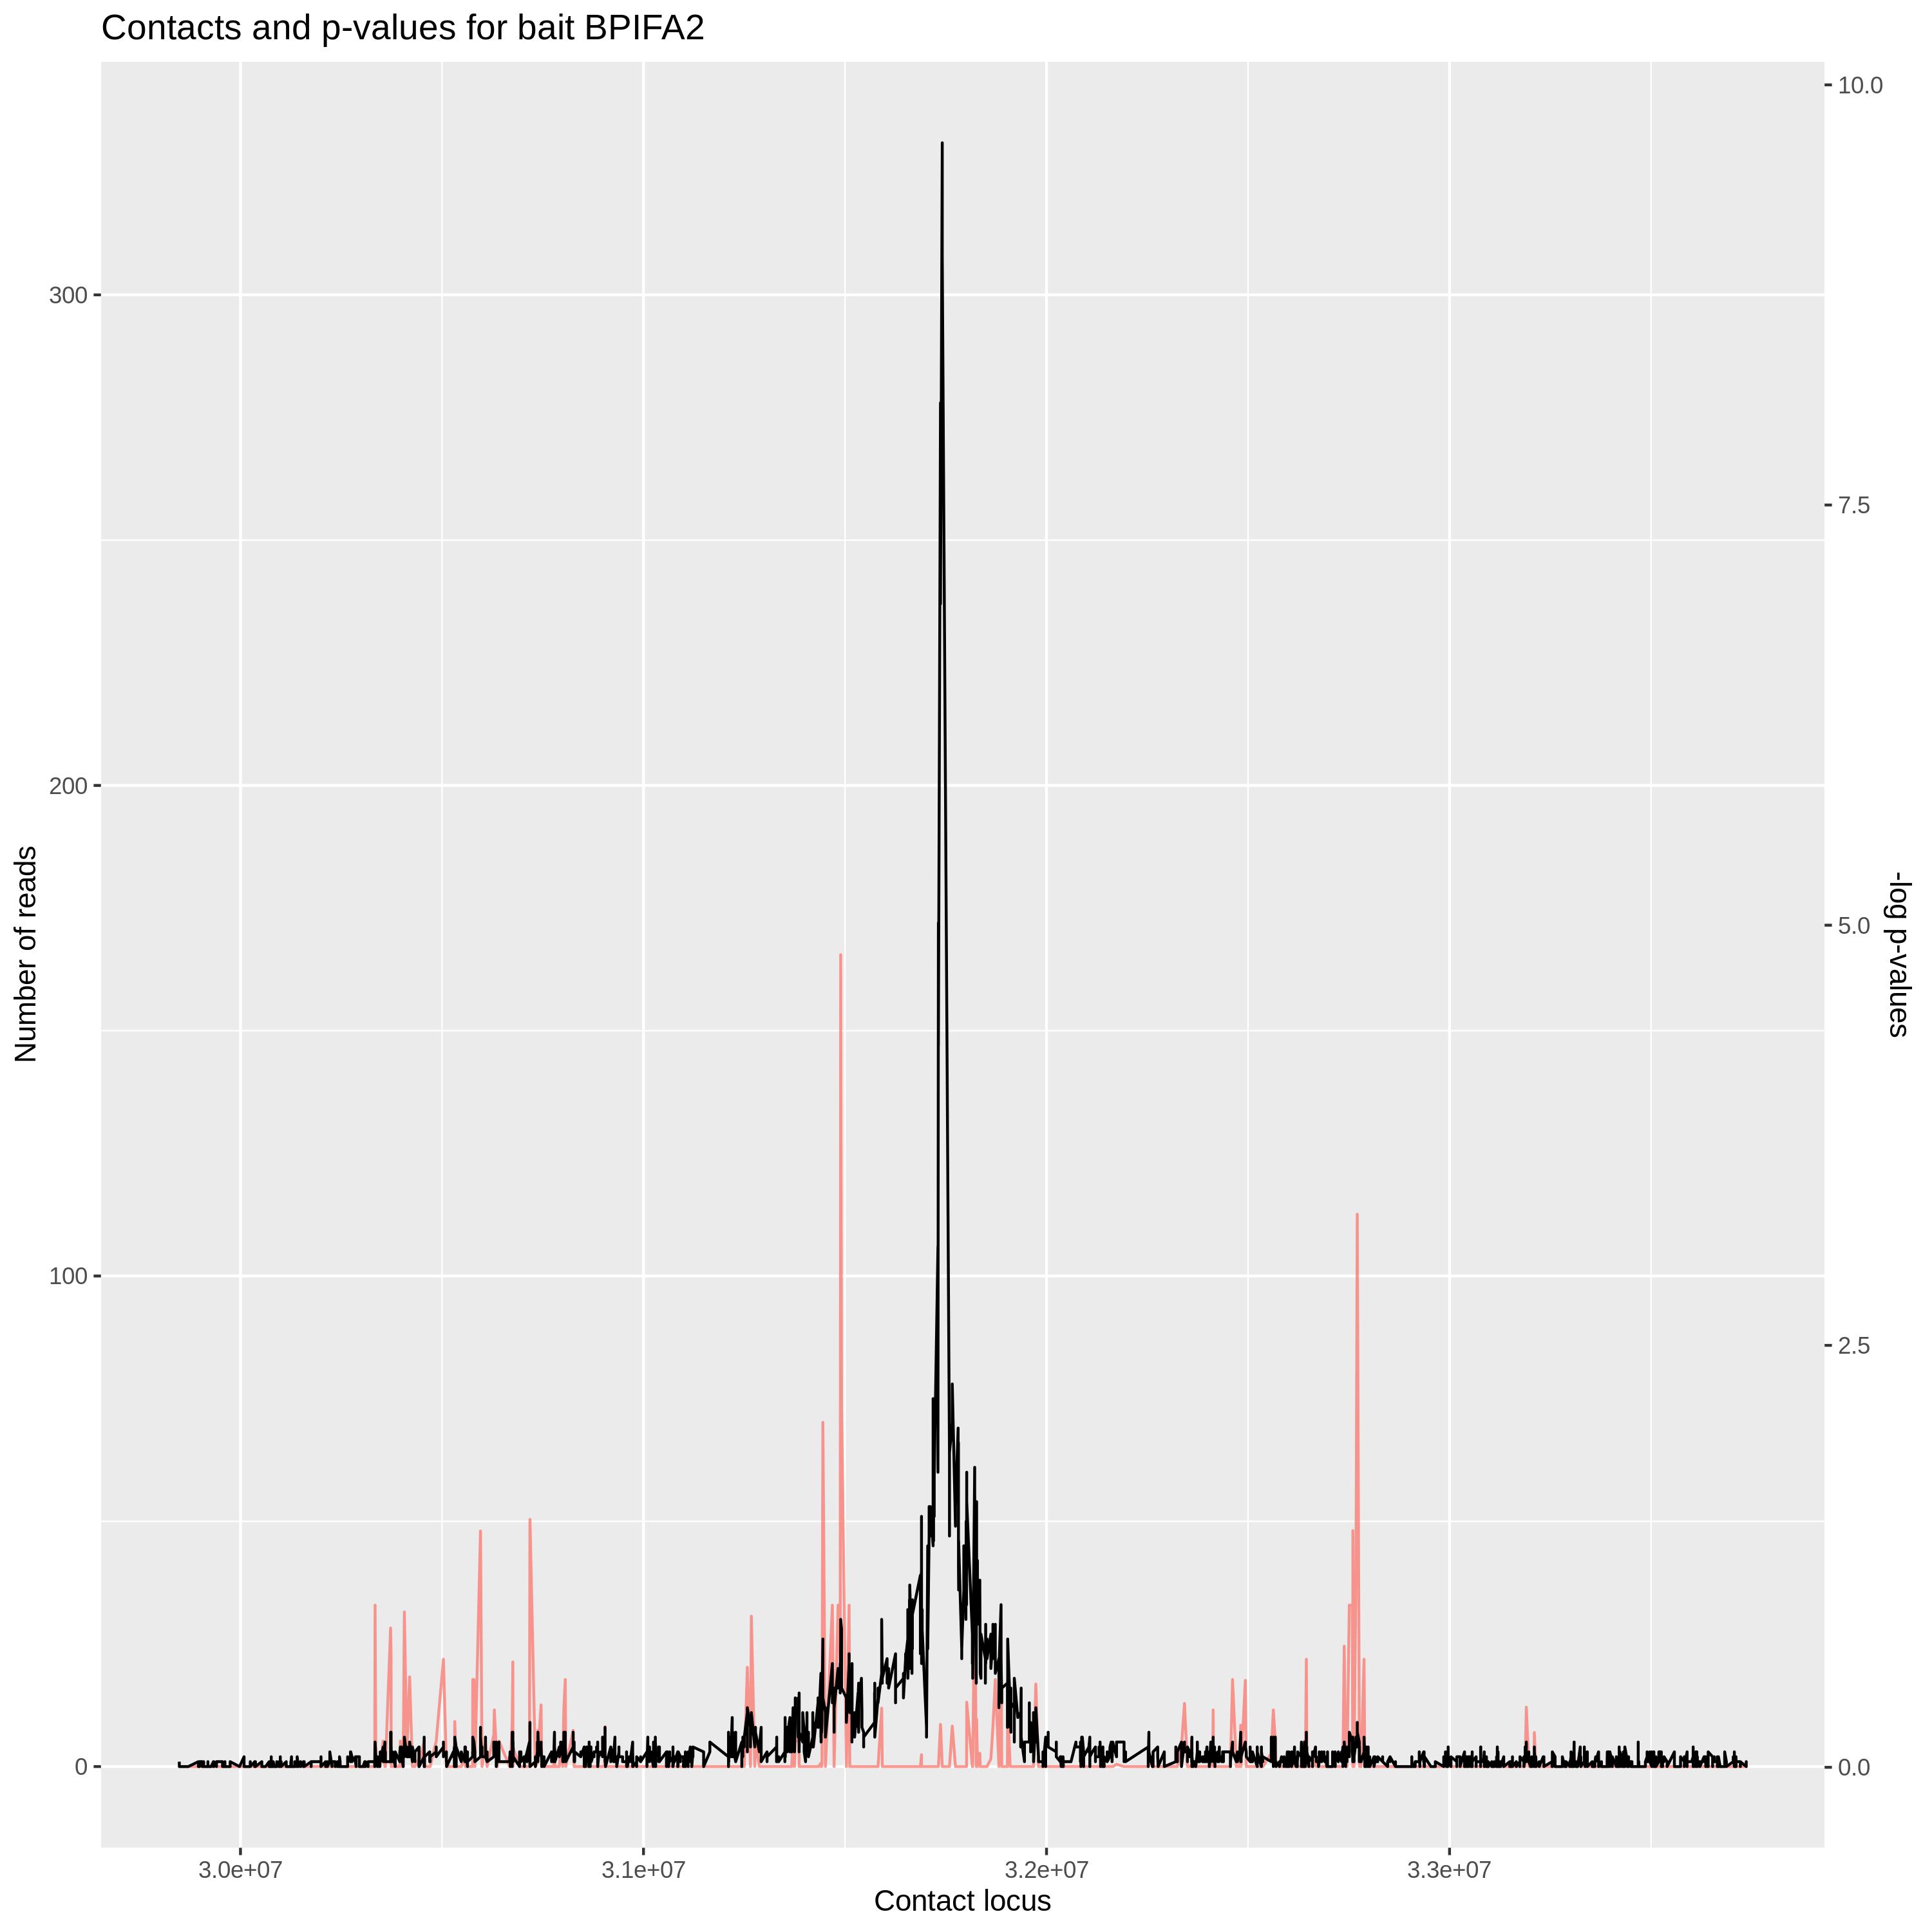 Contacts and p-values for bait BPIFA2
Number of reads
300
200
100
0
10.0
7.5
5.0
2.5
0.0
-log p-values
3.0e+07
3.1e+07
3.2e+07
3.3e+07
Contact locus